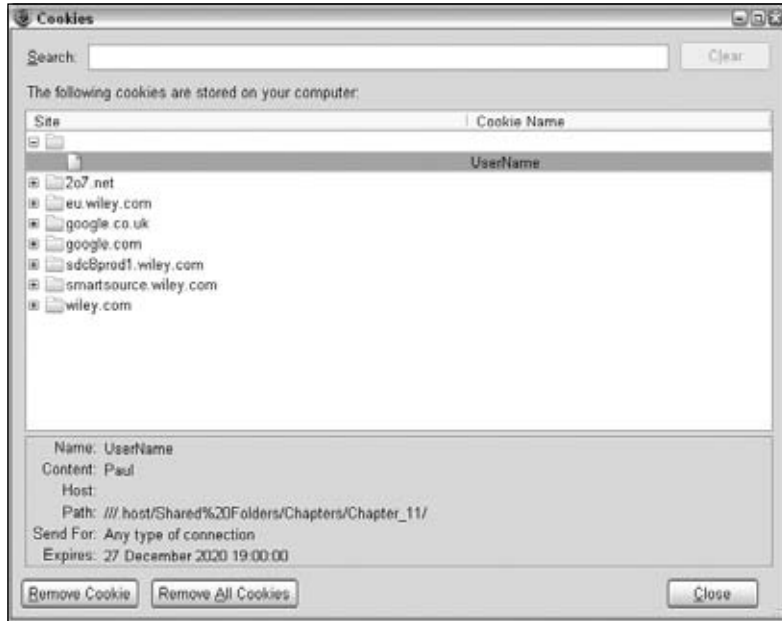 Cookies
Search:
Clear
The following cookies are stored on your computer:
Site
Cookie Name
UserName
2o7.net
eu.wiley.com
google.co.uk
google.com
sdc8prod1.wiley.com
smartsource.wiley.com
wiley.com
Name: UserName
Content: Paul
Host:
Path: ///.host/Shared%20Folders/Chapters/Chapter_11/
Send For: Any type of connection
Expires: 27 December 2020 19:00:00
Remove Cookie
Remove All Cookies
Close